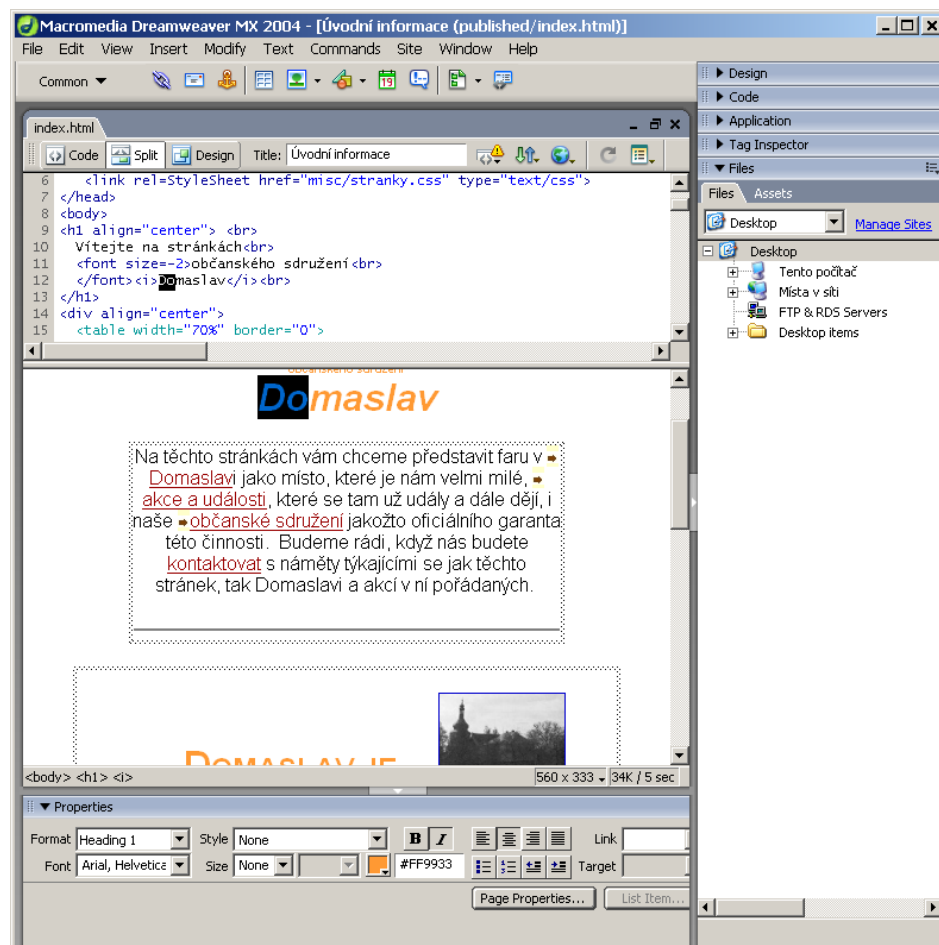 Macromedia Dreamweaver MX 2004 - [Úvodní informace (published/index.html)]
File Edit View Insert Modify Text Commands Site Window Help
Common
19
Design
Code
Application
Tag Inspector
Files
Files Assets
Desktop Manage Sites
Desktop
Tento počítač
Místa v síti
FTP & RDS Servers
Desktop items
index.html
Code Split Design Title: Úvodní informace
6 <link rel=StyleSheet href="misc/stranky.css" type="text/css">
7 </head>
8 <body>
9 <h1 align="center"> <br>
10 Vítejte na stránkách<br>
11 <font size=-2>občanského sdružení<br>
12 </font><i>Domaslav</i><br>
13 </h1>
14 <div align="center">
15 <table width="70%" border="0">
občanského sdružení
Domaslav
Na těchto stránkách vám chceme představit faru v
Domaslavi jako místo, které je nám velmi milé,
akce a události, které se tam už udály a dále dějí, i
naše občanské sdružení jakožto oficiálního garanta
této činnosti. Budeme rádi, když nás budete
kontaktovat s náměty týkajícími se jak těchto
stránek, tak Domaslavi a akcí v ní pořádaných.
DOMASLAV JE
<body> <h1> <i> 560 x 333 34K / 5 sec
Properties
Format Heading 1 Style None B I Link
Font Arial, Helvetica Size None #FF9933 Target
Page Properties... List Item...